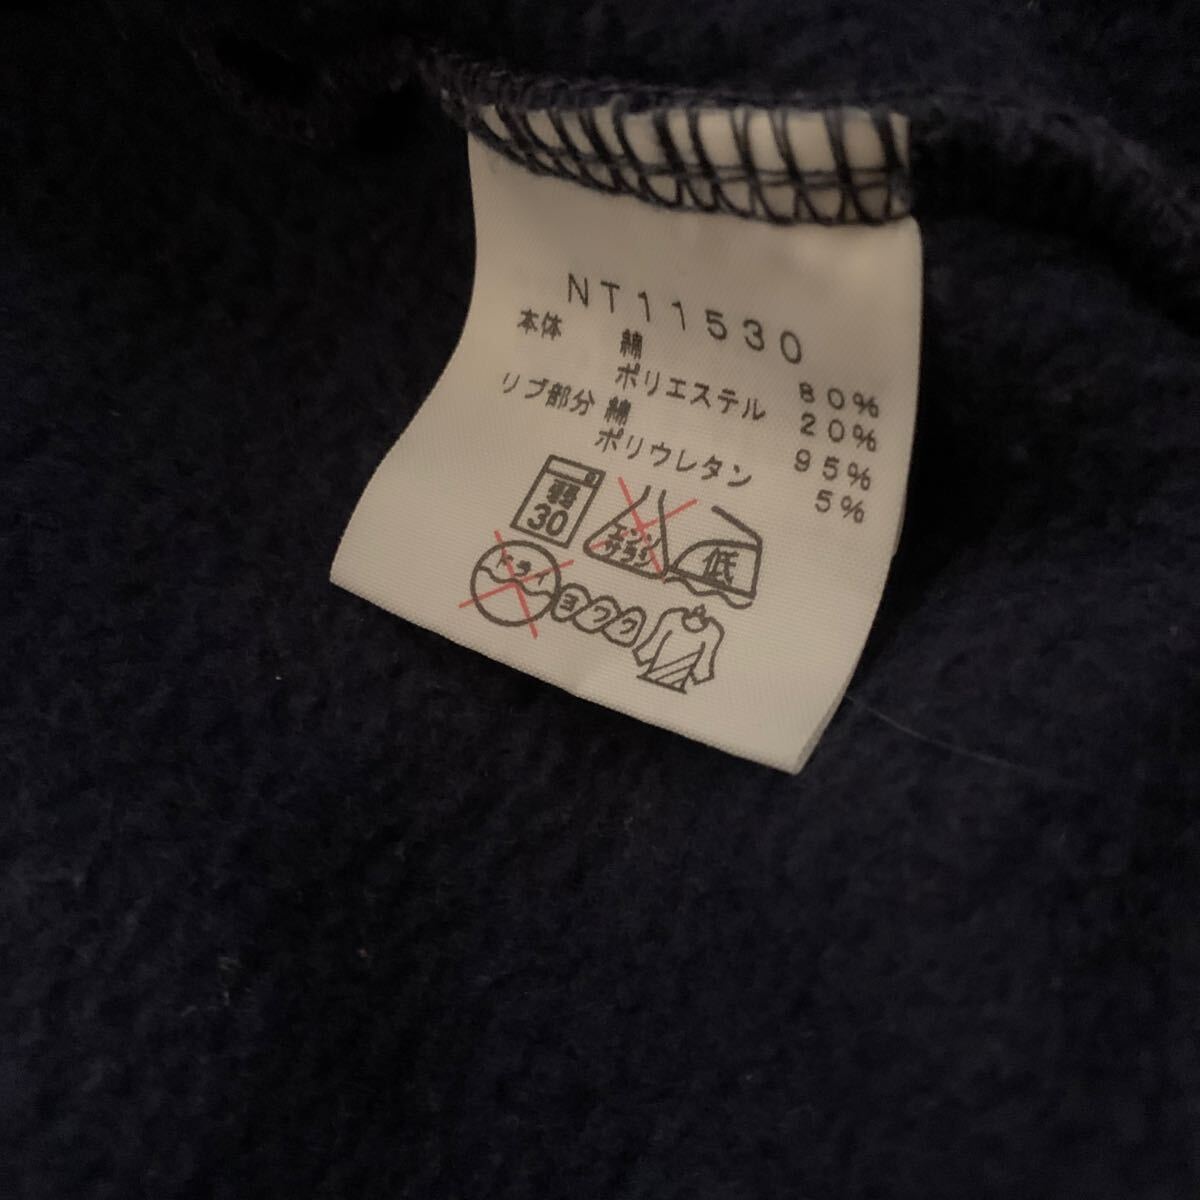 NT11530
本体 綿 80%
ポリエステル 20%
リブ部分 綿 95%
ポリウレタン 5%
弱 30
エンソ サラシ
低
ドライ
ヨワク